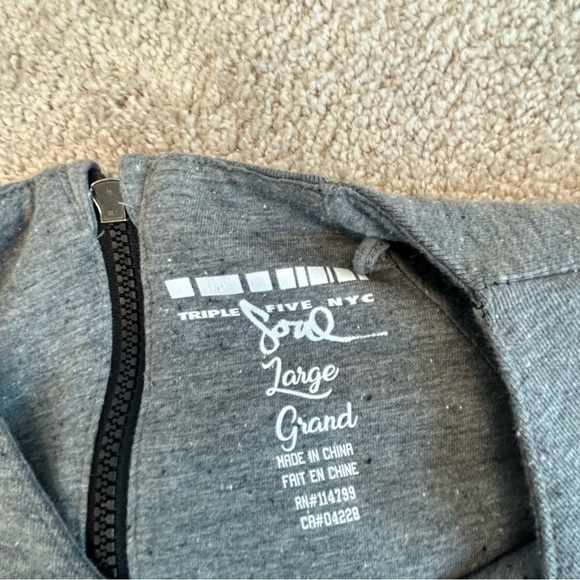 TRIPLE FIVE NYC
Soul
Large
Grand
MADE IN CHINA
FAIT EN CHINE
RN#114799
CA#04228